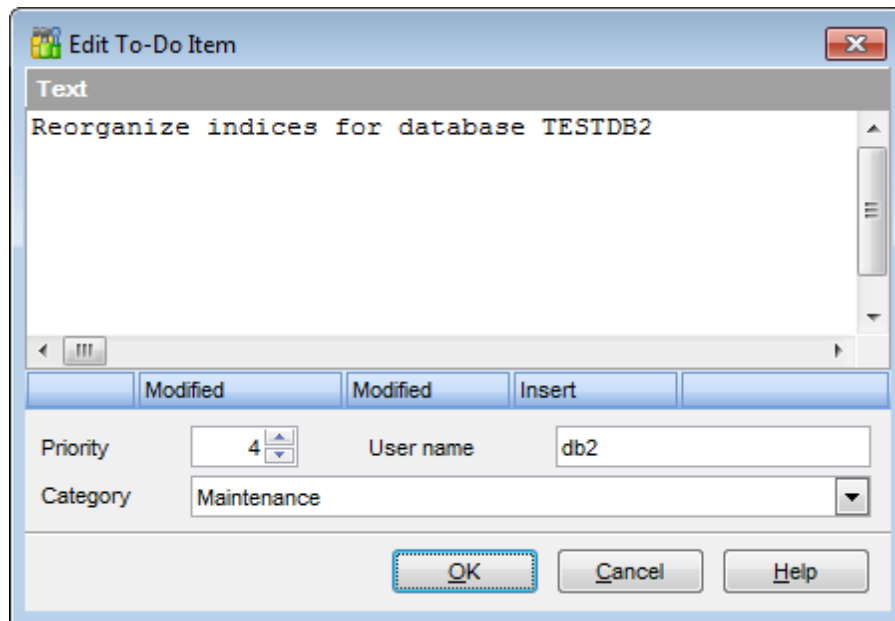 Edit To-Do Item
Text
Reorganize indices for database TESTDB2
Modified Modified Insert
Priority 4 User name db2
Category Maintenance
OK Cancel Help